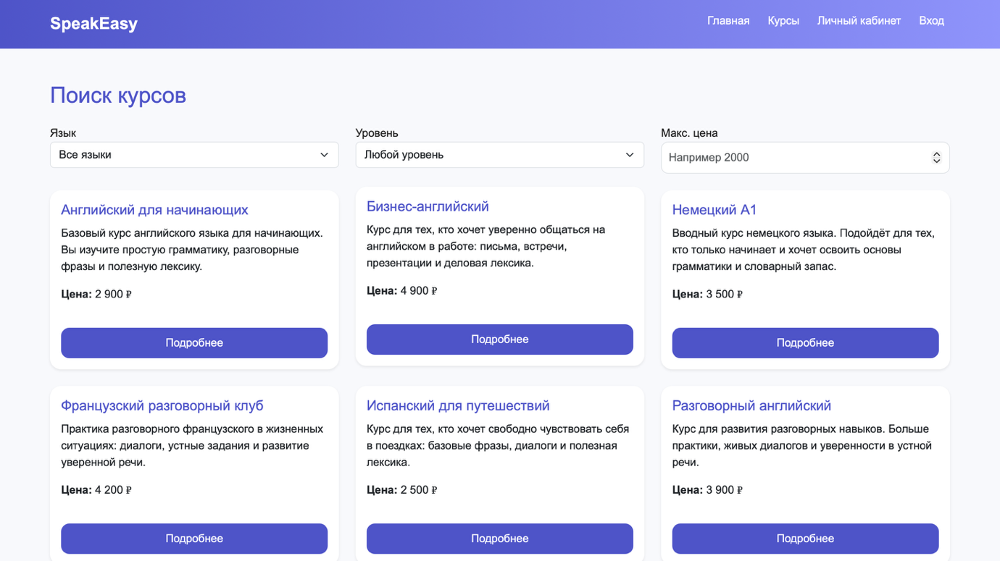 SpeakEasy
Главная Курсы Личный кабинет Вход
Поиск курсов
Язык
Все языки
Уровень
Любой уровень
Макс. цена
Например 2000
Английский для начинающих
Базовый курс английского языка для начинающих.
Вы изучите простую грамматику, разговорные
фразы и полезную лексику.
Цена: 2 900 ₽
Подробнее
Бизнес-английский
Курс для тех, кто хочет уверенно общаться на
английском в работе: письма, встречи,
презентации и деловая лексика.
Цена: 4 900 ₽
Подробнее
Немецкий A1
Вводный курс немецкого языка. Подойдёт для тех,
кто только начинает и хочет освоить основы
грамматики и словарный запас.
Цена: 3 500 ₽
Подробнее
Французский разговорный клуб
Практика разговорного французского в жизненных
ситуациях: диалоги, устные задания и развитие
уверенной речи.
Цена: 4 200 ₽
Подробнее
Испанский для путешествий
Курс для тех, кто хочет свободно чувствовать себя
в поездках: базовые фразы, диалоги и полезная
лексика.
Цена: 2 500 ₽
Подробнее
Разговорный английский
Курс для развития разговорных навыков. Больше
практики, живых диалогов и уверенности в устной
речи.
Цена: 3 900 ₽
Подробнее